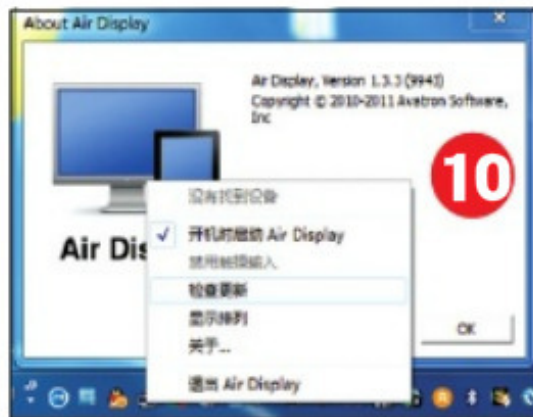 About Air Display
Air Display, Version 1.3.3 (9943)
Copyright © 2010-2011 Avatron Software,
Inc
10
没有找到设备
Air Dis
✓ 开机时启动 Air Display
禁用触摸输入
检查更新
显示排列
关于...
OK
退出 Air Display